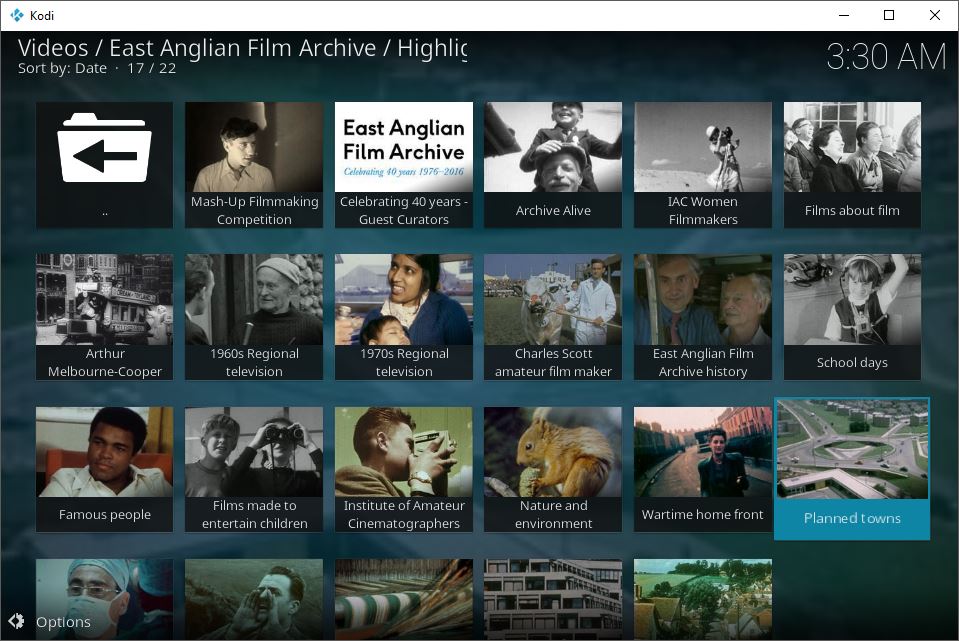 Kodi
Videos / East Anglian Film Archive / Highlig
Sort by: Date · 17 / 22
3:30 AM
..
Mash-Up Filmmaking
Competition
East Anglian
Film Archive
Celebrating 40 years 1976–2016
Celebrating 40 years -
Guest Curators
Archive Alive
IAC Women
Filmmakers
Films about film
Arthur
Melbourne-Cooper
1960s Regional
television
1970s Regional
television
Charles Scott
amateur film maker
East Anglian Film
Archive history
School days
Famous people
Films made to
entertain children
Institute of Amateur
Cinematographers
Nature and
environment
Wartime home front
Planned towns
Options